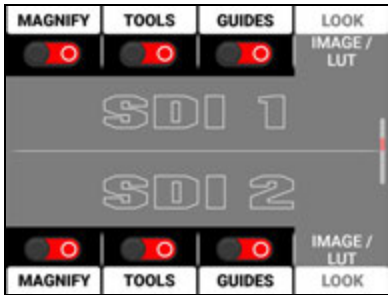 MAGNIFY TOOLS GUIDES LOOK
IMAGE /
LUT
SDI 1
SDI 2
IMAGE /
LUT
MAGNIFY TOOLS GUIDES LOOK